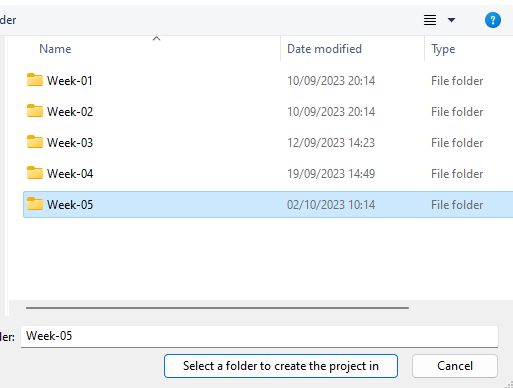 der
Name Date modified Type
Week-01 10/09/2023 20:14 File folder
Week-02 10/09/2023 20:14 File folder
Week-03 12/09/2023 14:23 File folder
Week-04 19/09/2023 14:49 File folder
Week-05 02/10/2023 10:14 File folder
ler: Week-05
Select a folder to create the project in Cancel